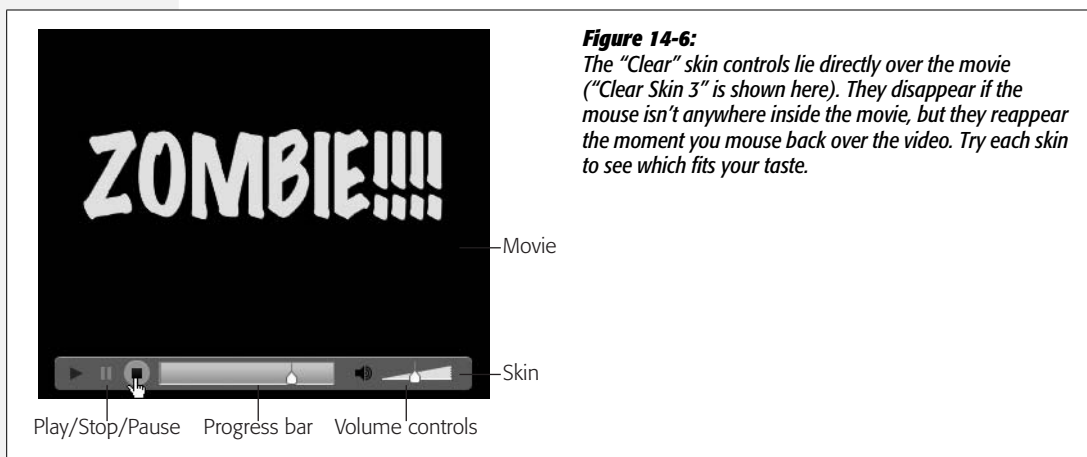 Figure 14-6:
The “Clear” skin controls lie directly over the movie
(“Clear Skin 3” is shown here). They disappear if the
mouse isn’t anywhere inside the movie, but they reappear
the moment you mouse back over the video. Try each skin
to see which fits your taste.
ZOMBIE!!!!
Movie
Skin
Play/Stop/Pause Progress bar Volume controls